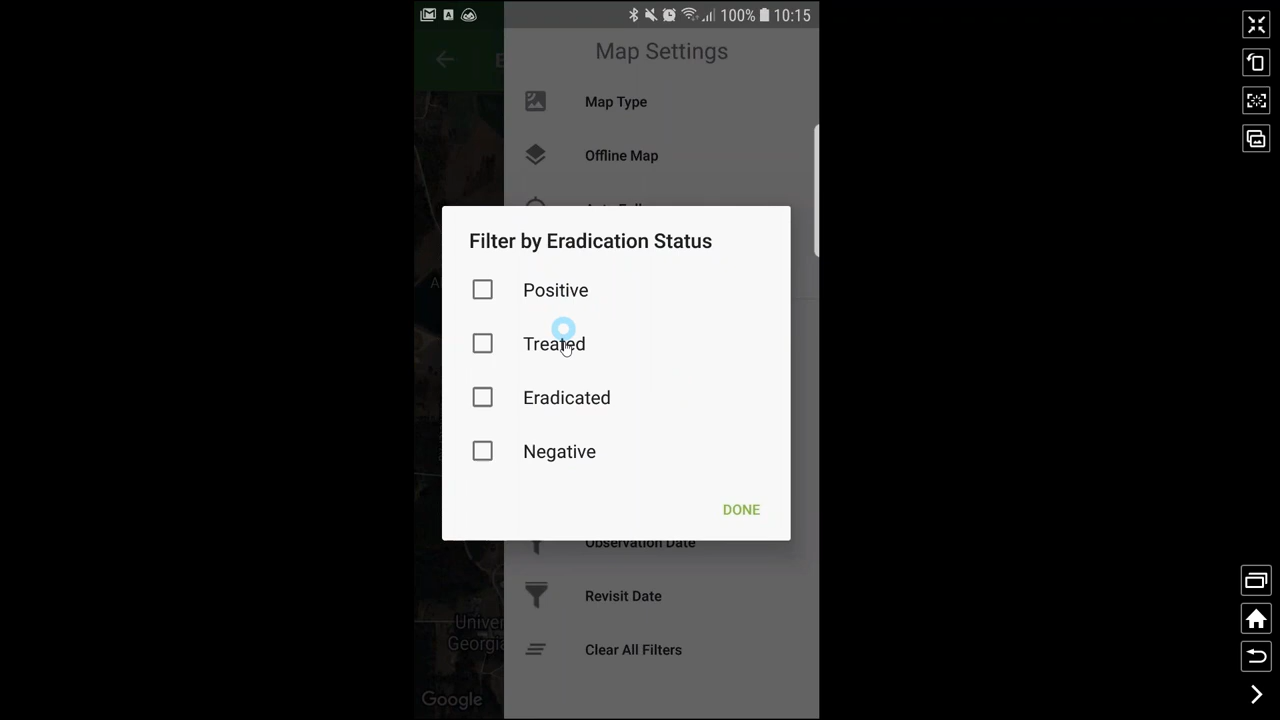 100% 10:15
Map Settings
Map Type
Offline Map
Filter by Eradication Status
Positive
Treated
Eradicated
Negative
DONE
Observation Date
Revisit Date
Clear All Filters
Google